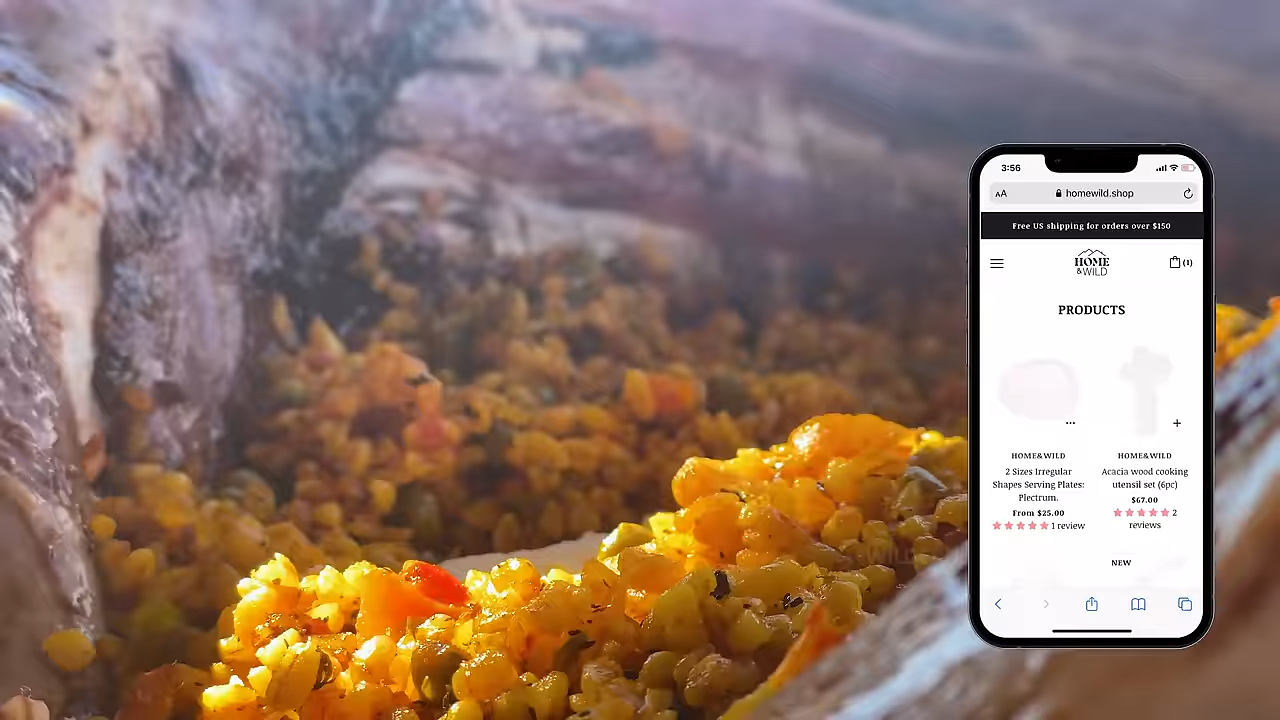 3:56
AA homewild.shop
Free US shipping for orders over $150
HOME
&WILD
(1)
PRODUCTS
HOME&WILD
2 Sizes Irregular
Shapes Serving Plates:
Plectrum.
From $25.00
1 review
HOME&WILD
Acacia wood cooking
utensil set (6pc)
$67.00
2
reviews
NEW